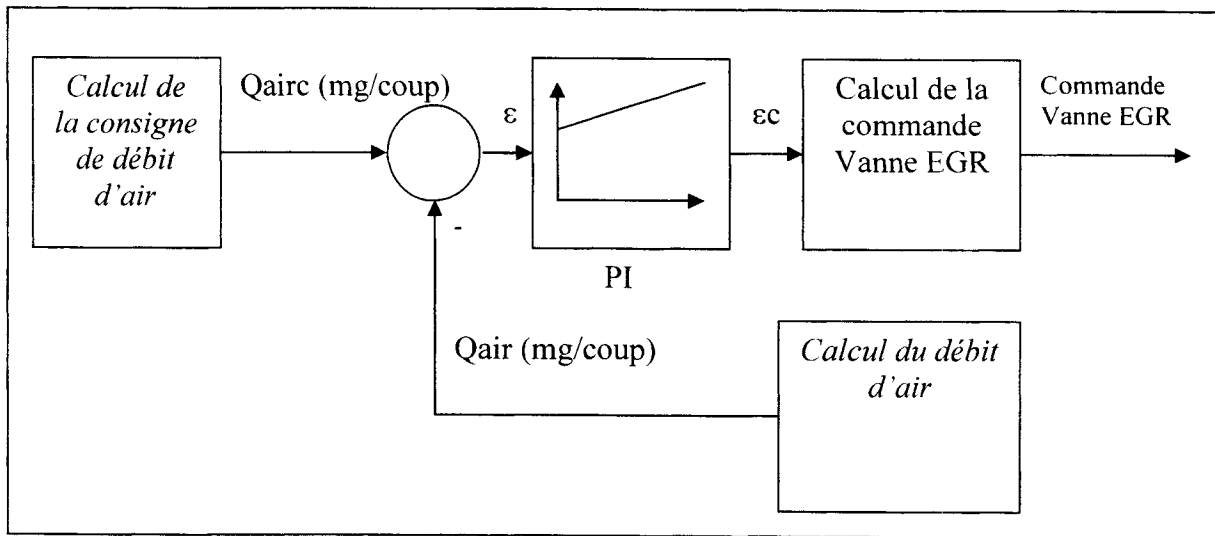 Calcul de
la consigne
de débit
d'air
Qairc (mg/coup)
ε
PI
εc
Calcul de la
commande
Vanne EGR
Commande
Vanne EGR
-
Qair (mg/coup)
Calcul du débit
d'air